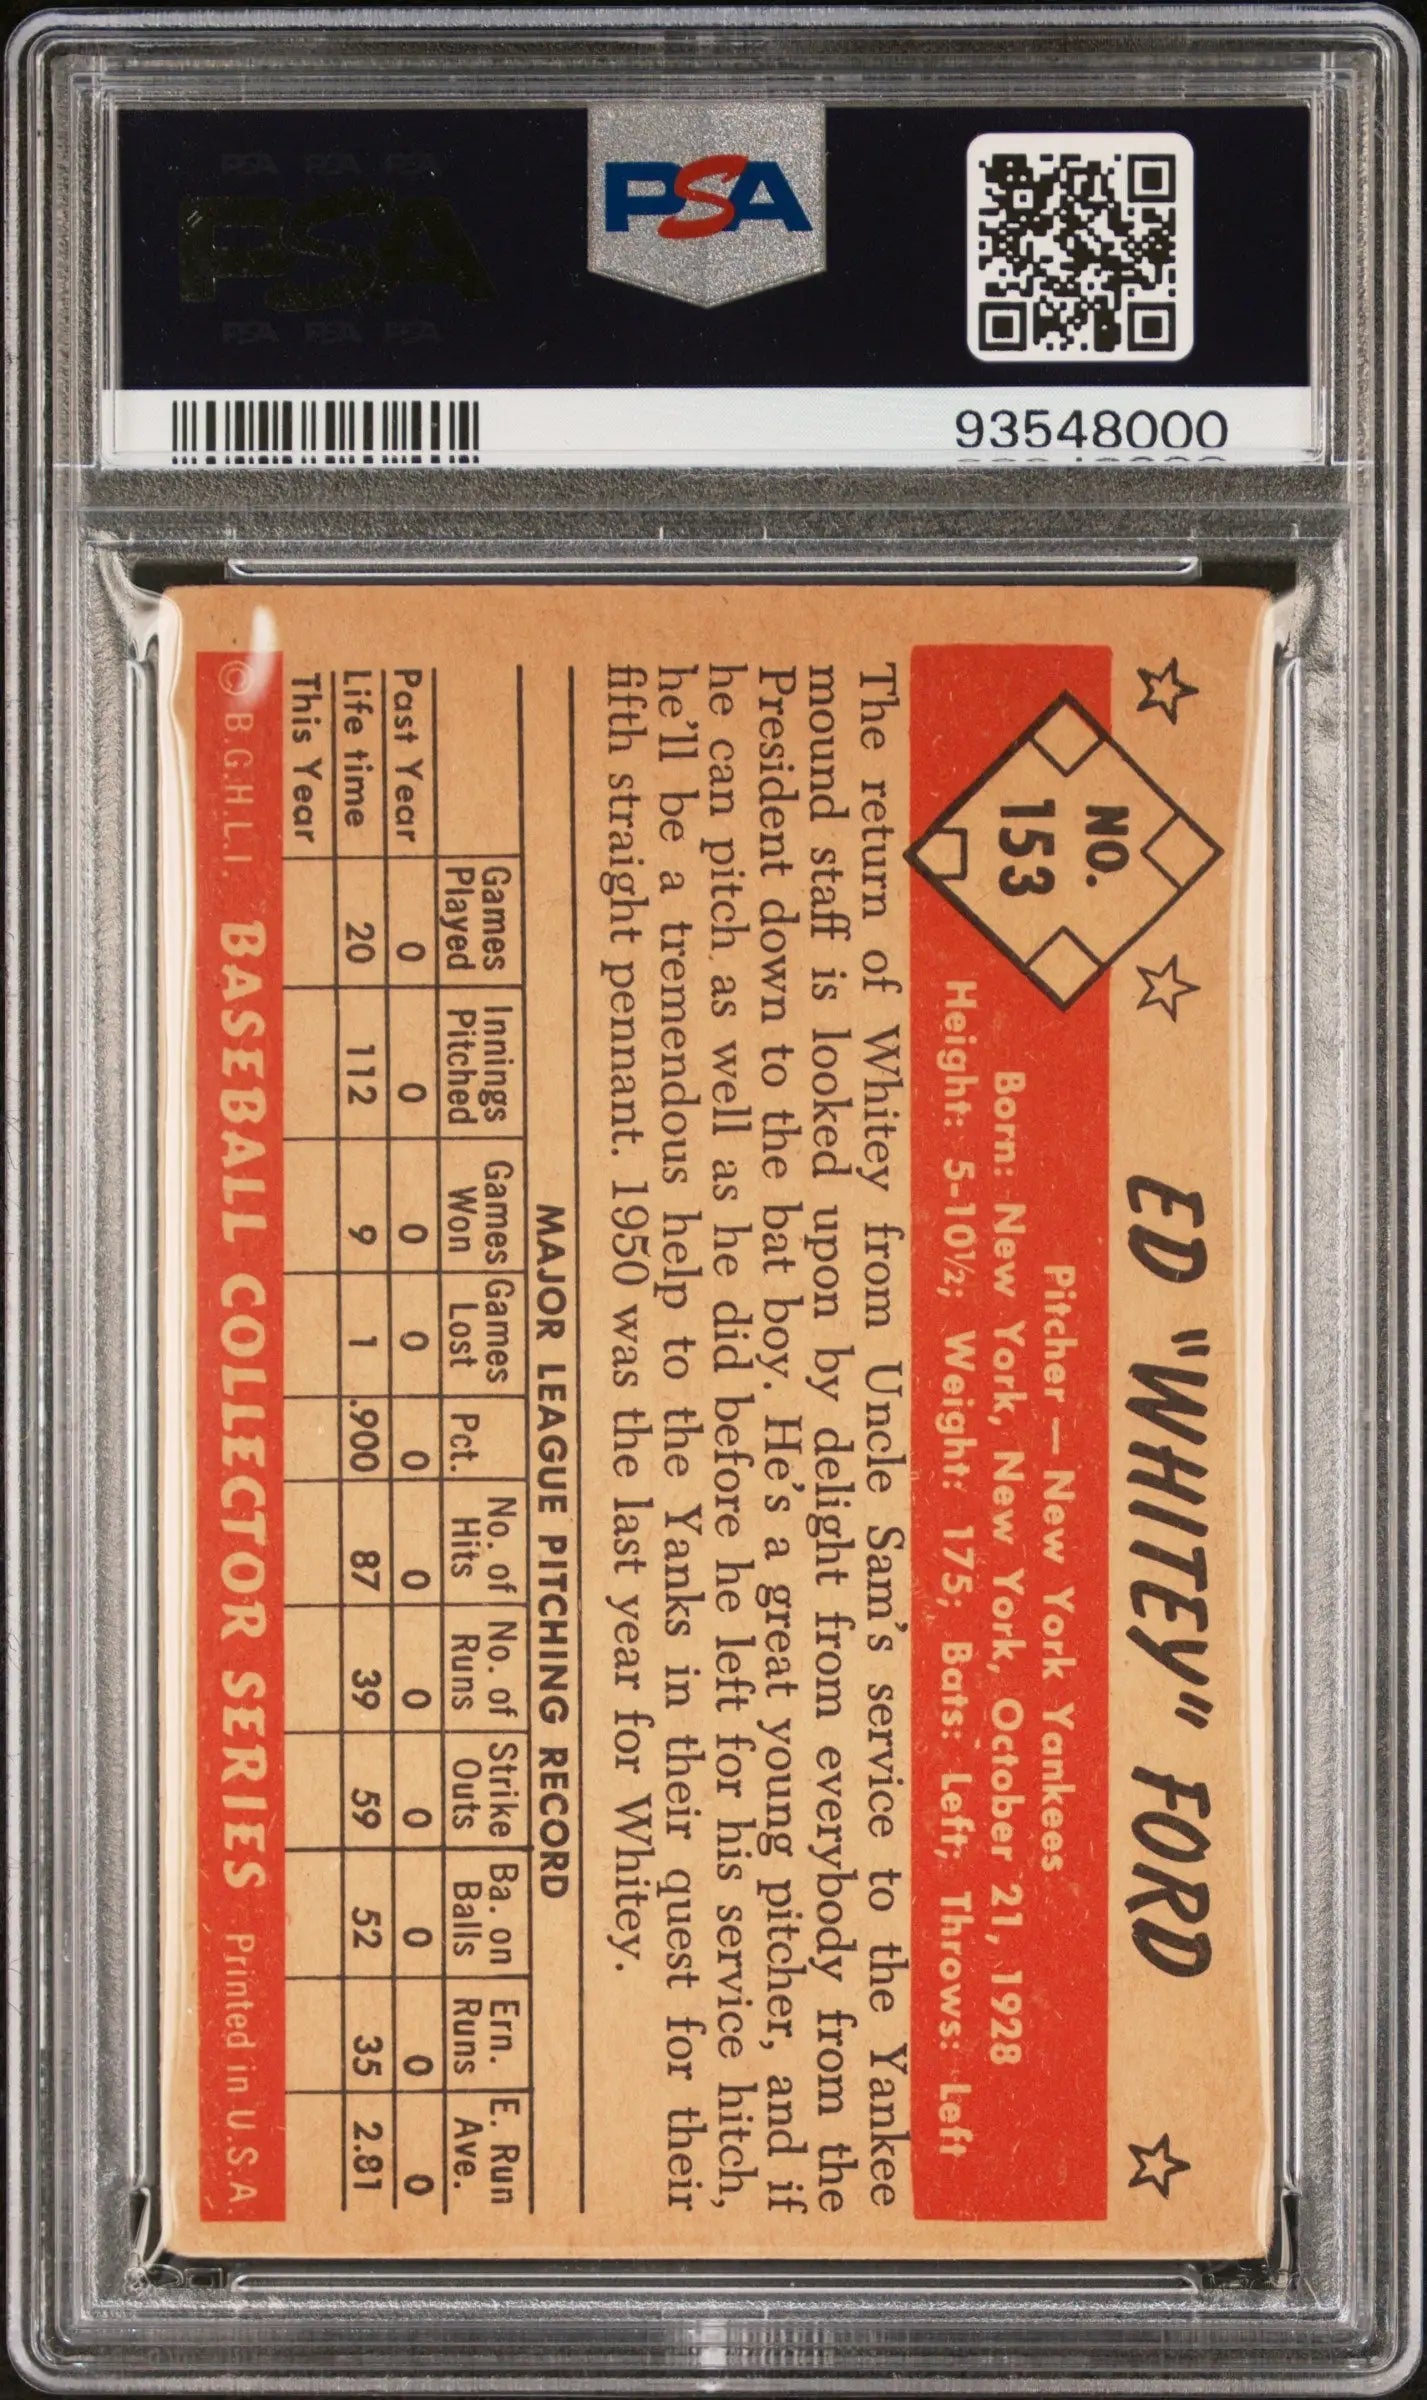 PSA PSA PSA
PSA
PSA PSA PSA
PSA
93548000
NO.
153
ED "WHITEY" FORD
Pitcher — New York Yankees
Born: New York, New York, October 21, 1928
Height: 5-10½; Weight: 175; Bats: Left; Throws: Left
The return of Whitey from Uncle Sam's service to the Yankee
mound staff is looked upon by delight from everybody from the
President down to the bat boy. He's a great young pitcher, and if
he can pitch as well as he did before he left for his service hitch,
he'll be a tremendous help to the Yanks in their quest for their
fifth straight pennant. 1950 was the last year for Whitey.
MAJOR LEAGUE PITCHING RECORD
Games Played Innings Pitched Games Won Games Lost Pct. No. of Hits No. of Runs Strike Outs Ba. on Balls Ern. Runs E. Run Ave.
Past Year 0 0 0 0 0 0 0 0 0 0 0
Life time 20 112 9 1 .900 87 39 59 52 35 2.81
This Year
© B.G.H.L.I. BASEBALL COLLECTOR SERIES Printed in U.S.A.